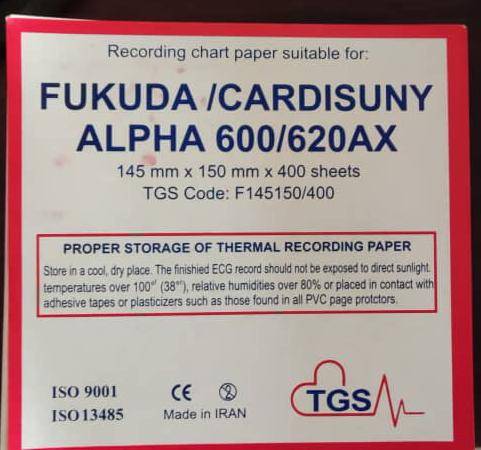 Recording chart paper suitable for:
FUKUDA /CARDISUNY
ALPHA 600/620AX
145 mm x 150 mm x 400 sheets
TGS Code: F145150/400
PROPER STORAGE OF THERMAL RECORDING PAPER
Store in a cool, dry place. The finishied ECG record should not be exposed to direct sunlight.
temperatures over 100°F (38°C), relative humidities over 80% or placed in contact with
adhesive tapes or plasticizers such as those found in all PVC page protctors.
ISO 9001
ISO 13485
CE
2
Made in IRAN
TGS